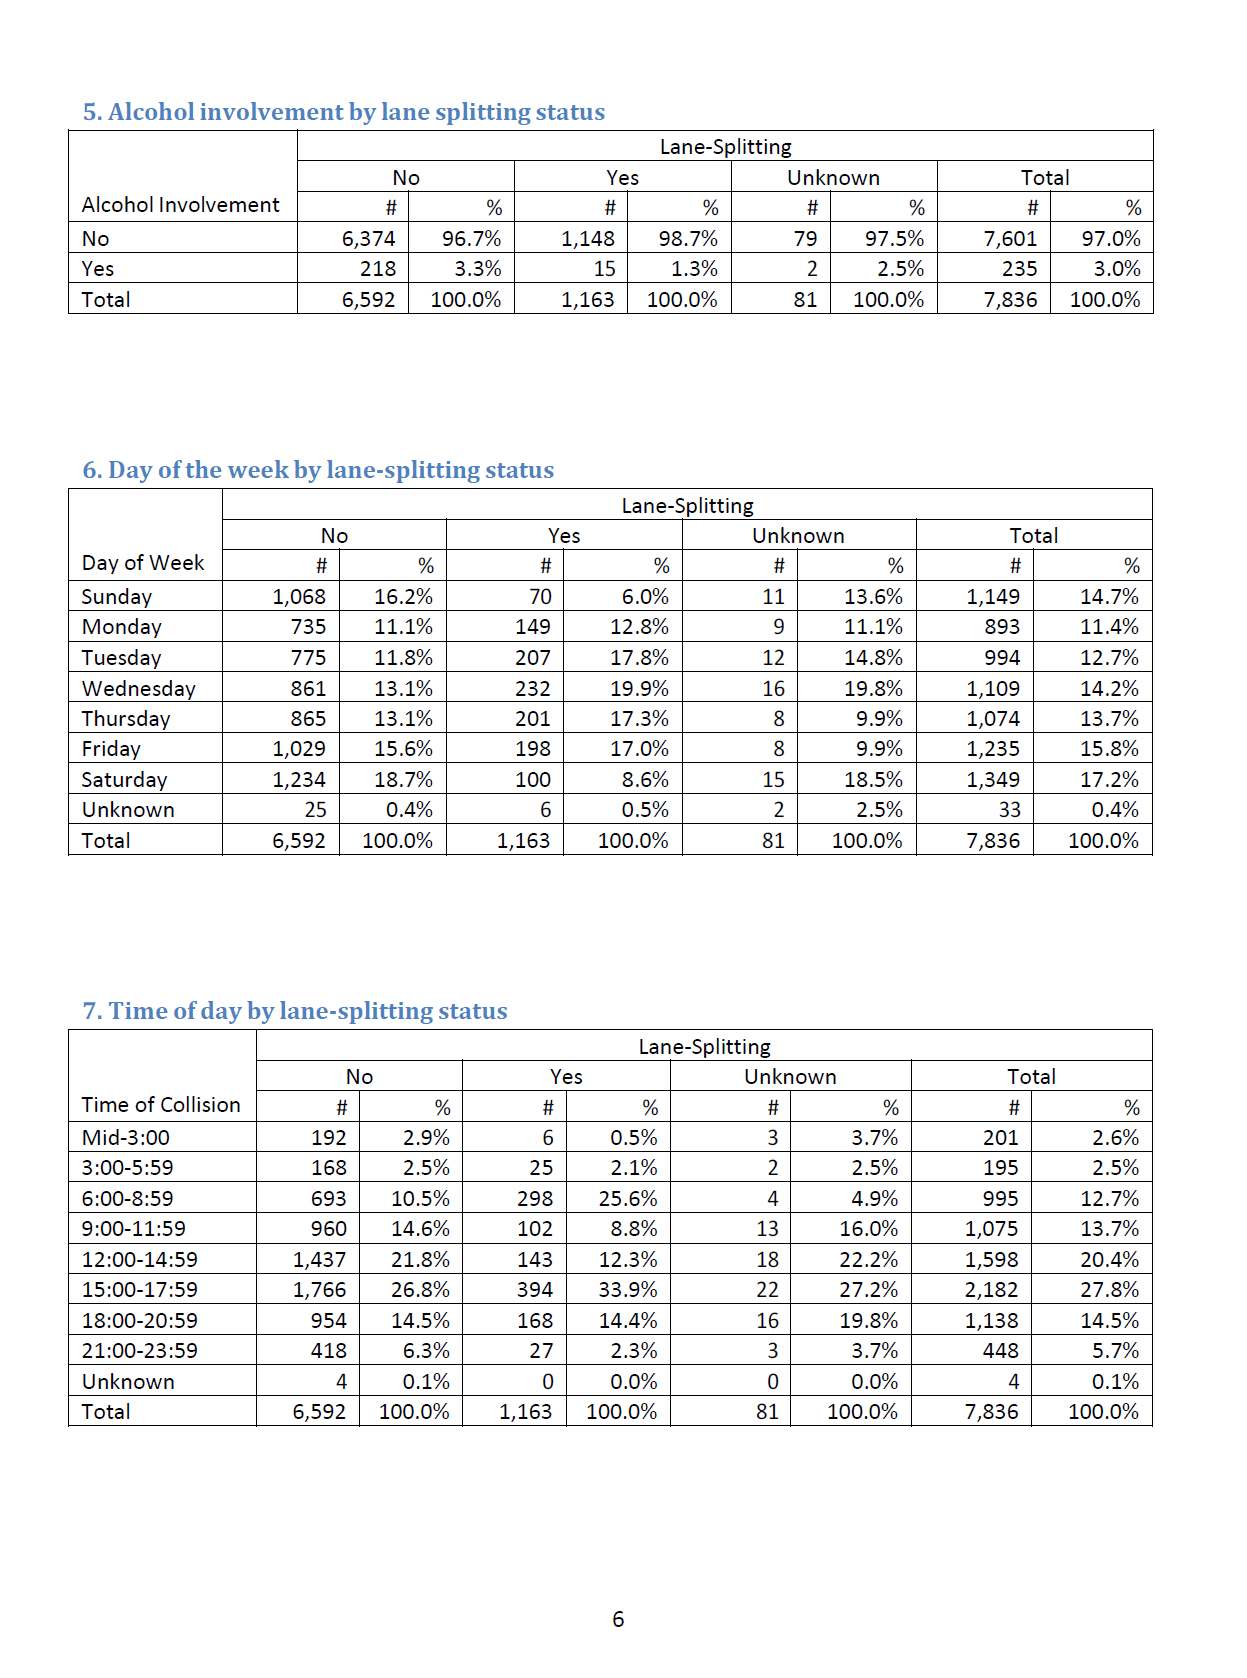 5. Alcohol involvement by lane splitting status
Lane-Splitting
No Yes Unknown Total
Alcohol Involvement # % # % # % # %
No 6,374 96.7% 1,148 98.7% 79 97.5% 7,601 97.0%
Yes 218 3.3% 15 1.3% 2 2.5% 235 3.0%
Total 6,592 100.0% 1,163 100.0% 81 100.0% 7,836 100.0%
6. Day of the week by lane-splitting status
Lane-Splitting
No Yes Unknown Total
Day of Week # % # % # % # %
Sunday 1,068 16.2% 70 6.0% 11 13.6% 1,149 14.7%
Monday 735 11.1% 149 12.8% 9 11.1% 893 11.4%
Tuesday 775 11.8% 207 17.8% 12 14.8% 994 12.7%
Wednesday 861 13.1% 232 19.9% 16 19.8% 1,109 14.2%
Thursday 865 13.1% 201 17.3% 8 9.9% 1,074 13.7%
Friday 1,029 15.6% 198 17.0% 8 9.9% 1,235 15.8%
Saturday 1,234 18.7% 100 8.6% 15 18.5% 1,349 17.2%
Unknown 25 0.4% 6 0.5% 2 2.5% 33 0.4%
Total 6,592 100.0% 1,163 100.0% 81 100.0% 7,836 100.0%
7. Time of day by lane-splitting status
Lane-Splitting
No Yes Unknown Total
Time of Collision # % # % # % # %
Mid-3:00 192 2.9% 6 0.5% 3 3.7% 201 2.6%
3:00-5:59 168 2.5% 25 2.1% 2 2.5% 195 2.5%
6:00-8:59 693 10.5% 298 25.6% 4 4.9% 995 12.7%
9:00-11:59 960 14.6% 102 8.8% 13 16.0% 1,075 13.7%
12:00-14:59 1,437 21.8% 143 12.3% 18 22.2% 1,598 20.4%
15:00-17:59 1,766 26.8% 394 33.9% 22 27.2% 2,182 27.8%
18:00-20:59 954 14.5% 168 14.4% 16 19.8% 1,138 14.5%
21:00-23:59 418 6.3% 27 2.3% 3 3.7% 448 5.7%
Unknown 4 0.1% 0 0.0% 0 0.0% 4 0.1%
Total 6,592 100.0% 1,163 100.0% 81 100.0% 7,836 100.0%
6